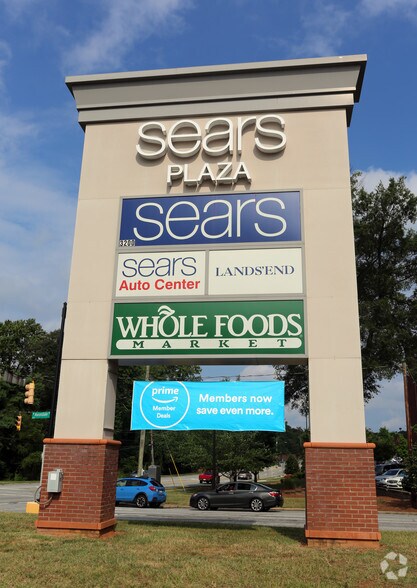 sears
PLAZA
sears
3200
sears
Auto Center
LANDS'END
WHOLE FOODS
MARKET
prime
Member
Deal
Members now
save even more.